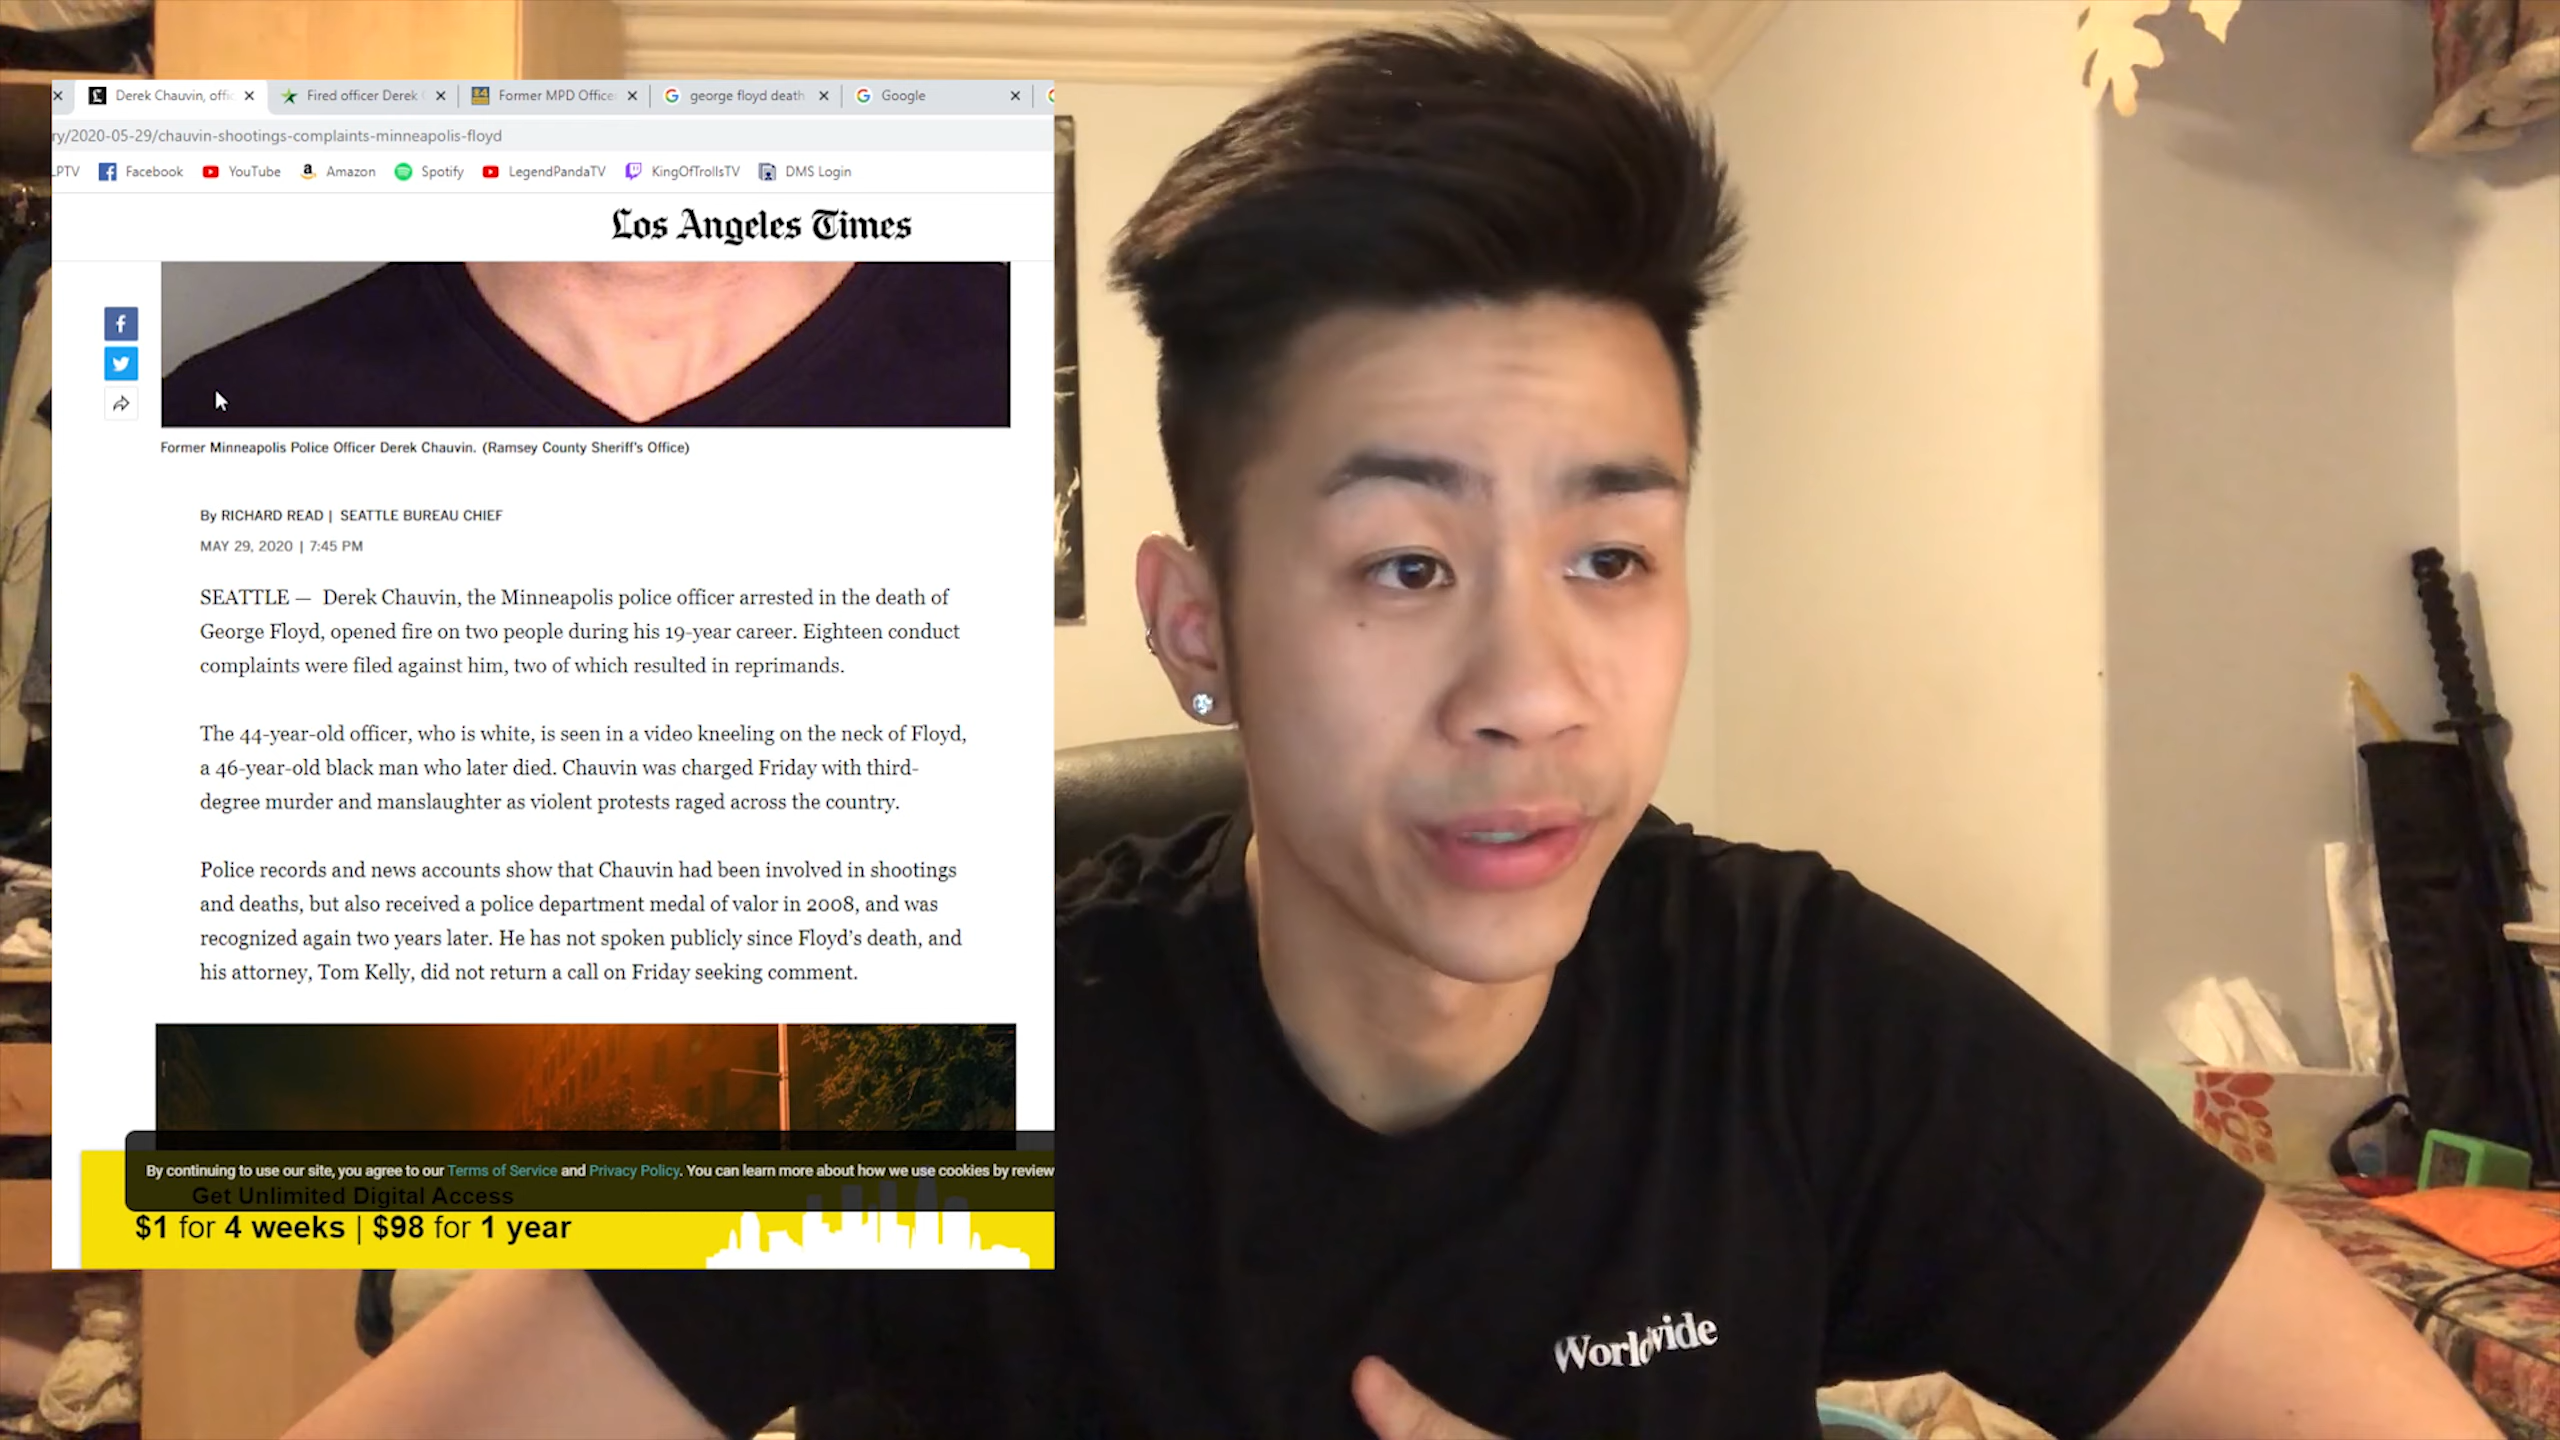 Derek Chauvin, offic
Fired officer Derek C
Former MPD Officer
george floyd death
Google
ry/2020-05-29/chauvin-shootings-complaints-minneapolis-floyd
LPTV
Facebook
YouTube
Amazon
Spotify
LegendPandaTV
KingOfTrollsTV
DMS Login
Los Angeles Times
Former Minneapolis Police Officer Derek Chauvin. (Ramsey County Sheriff's Office)
By RICHARD READ | SEATTLE BUREAU CHIEF
MAY 29, 2020 | 7:45 PM
SEATTLE — Derek Chauvin, the Minneapolis police officer arrested in the death of
George Floyd, opened fire on two people during his 19-year career. Eighteen conduct
complaints were filed against him, two of which resulted in reprimands.
The 44-year-old officer, who is white, is seen in a video kneeling on the neck of Floyd,
a 46-year-old black man who later died. Chauvin was charged Friday with third-
degree murder and manslaughter as violent protests raged across the country.
Police records and news accounts show that Chauvin had been involved in shootings
and deaths, but also received a police department medal of valor in 2008, and was
recognized again two years later. He has not spoken publicly since Floyd's death, and
his attorney, Tom Kelly, did not return a call on Friday seeking comment.
By continuing to use our site, you agree to our Terms of Service and Privacy Policy. You can learn more about how we use cookies by review
Get Unlimited Digital Access
$1 for 4 weeks | $98 for 1 year
Worldwide